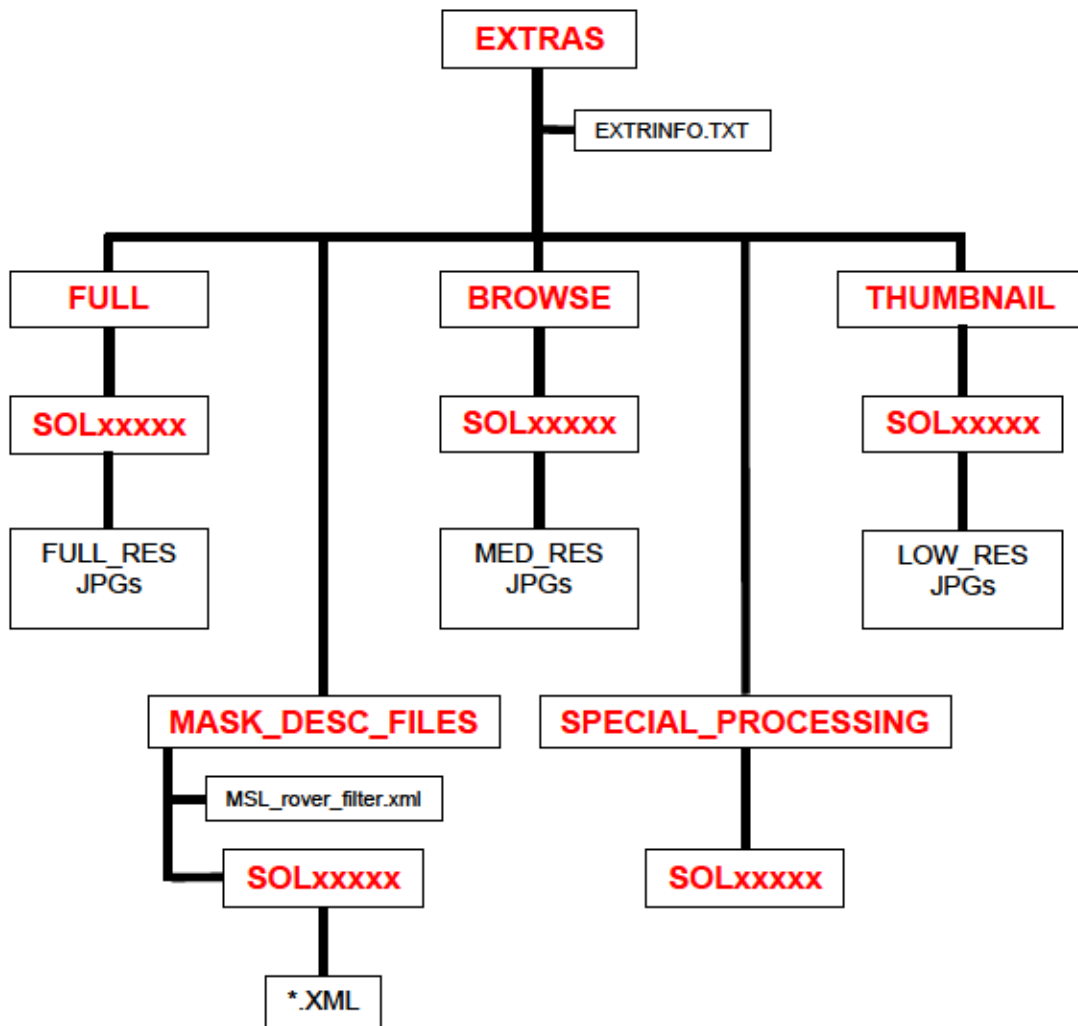 EXTRAS
EXTRINFO.TXT
FULL
BROWSE
THUMBNAIL
SOLxxxxx
SOLxxxxx
SOLxxxxx
FULL_RES
JPGs
MED_RES
JPGs
LOW_RES
JPGs
MASK_DESC_FILES
SPECIAL_PROCESSING
MSL_rover_filter.xml
SOLxxxxx
SOLxxxxx
*.XML